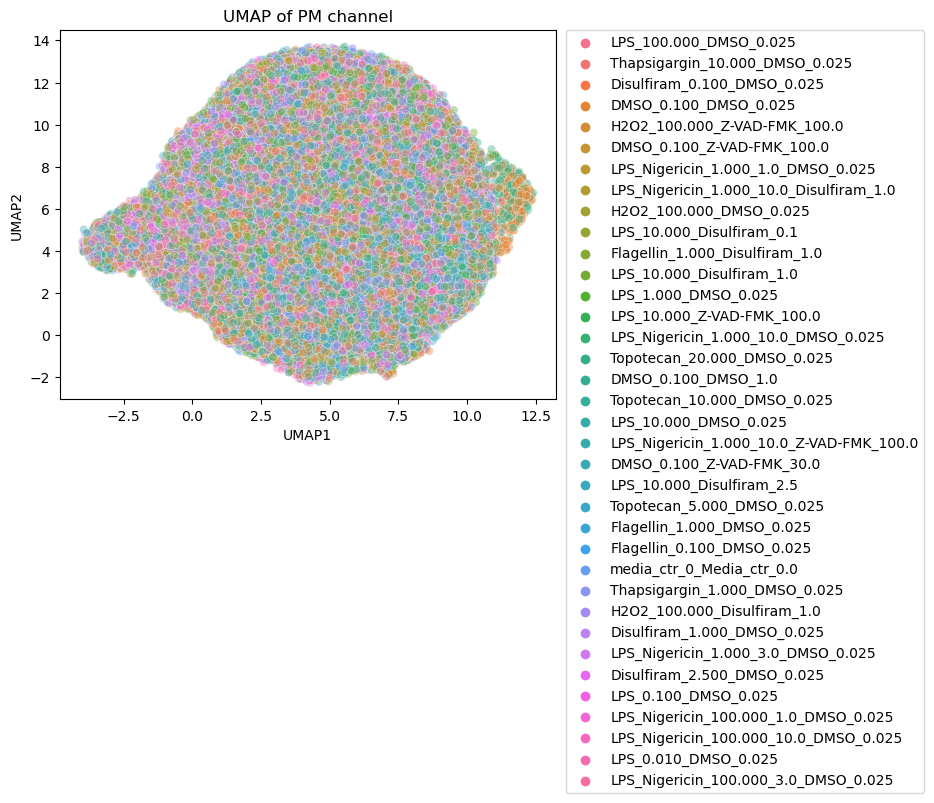 UMAP of PM channel
14
12
10
8
6
4
2
0
−2
UMAP2
−2.5
0.0
2.5
5.0
7.5
10.0
12.5
UMAP1
LPS_100.000_DMSO_0.025
Thapsigargin_10.000_DMSO_0.025
Disulfiram_0.100_DMSO_0.025
DMSO_0.100_DMSO_0.025
H2O2_100.000_Z-VAD-FMK_100.0
DMSO_0.100_Z-VAD-FMK_100.0
LPS_Nigericin_1.000_1.0_DMSO_0.025
LPS_Nigericin_1.000_10.0_Disulfiram_1.0
H2O2_100.000_DMSO_0.025
LPS_10.000_Disulfiram_0.1
Flagellin_1.000_Disulfiram_1.0
LPS_10.000_Disulfiram_1.0
LPS_1.000_DMSO_0.025
LPS_10.000_Z-VAD-FMK_100.0
LPS_Nigericin_1.000_10.0_DMSO_0.025
Topotecan_20.000_DMSO_0.025
DMSO_0.100_DMSO_1.0
Topotecan_10.000_DMSO_0.025
LPS_10.000_DMSO_0.025
LPS_Nigericin_1.000_10.0_Z-VAD-FMK_100.0
DMSO_0.100_Z-VAD-FMK_30.0
LPS_10.000_Disulfiram_2.5
Topotecan_5.000_DMSO_0.025
Flagellin_1.000_DMSO_0.025
Flagellin_0.100_DMSO_0.025
media_ctr_0_Media_ctr_0.0
Thapsigargin_1.000_DMSO_0.025
H2O2_100.000_Disulfiram_1.0
Disulfiram_1.000_DMSO_0.025
LPS_Nigericin_1.000_3.0_DMSO_0.025
Disulfiram_2.500_DMSO_0.025
LPS_0.100_DMSO_0.025
LPS_Nigericin_100.000_1.0_DMSO_0.025
LPS_Nigericin_100.000_10.0_DMSO_0.025
LPS_0.010_DMSO_0.025
LPS_Nigericin_100.000_3.0_DMSO_0.025